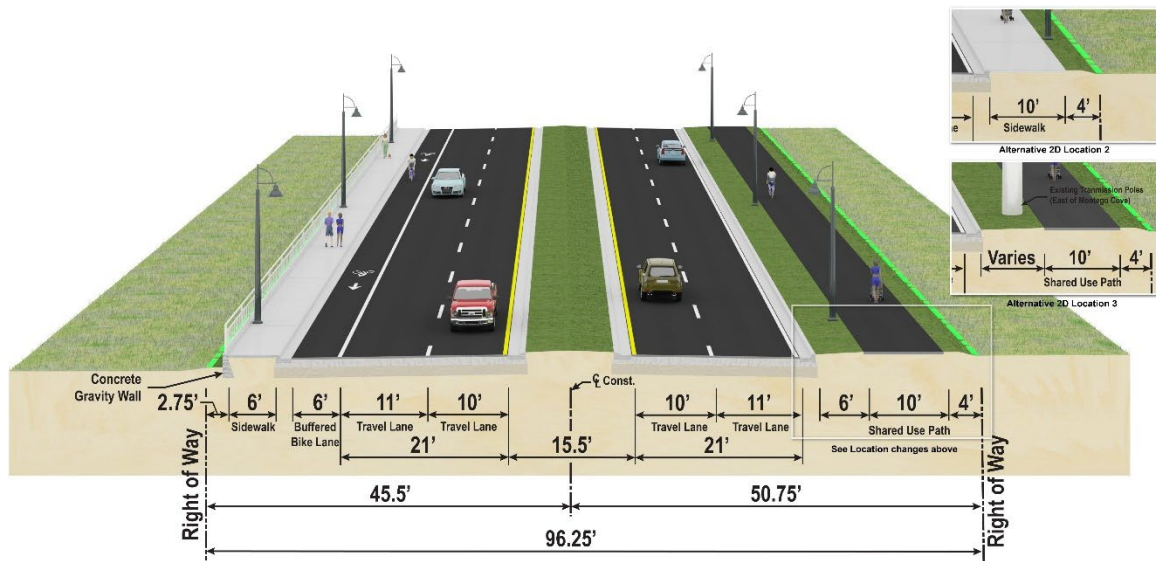 10'
4'
Sidewalk
Alternative 2D Location 2
Existing Tranmission Poles
(East of Montego Cove)
Varies
10'
4'
Shared Use Path
Alternative 2D Location 3
Concrete
Gravity Wall
℄ Const.
2.75'
6'
Sidewalk
6'
Buffered
Bike Lane
11'
Travel Lane
10'
Travel Lane
21'
15.5'
10'
Travel Lane
11'
Travel Lane
21'
6'
10'
4'
Shared Use Path
See Location changes above
Right of Way
45.5'
50.75'
Right of Way
96.25'